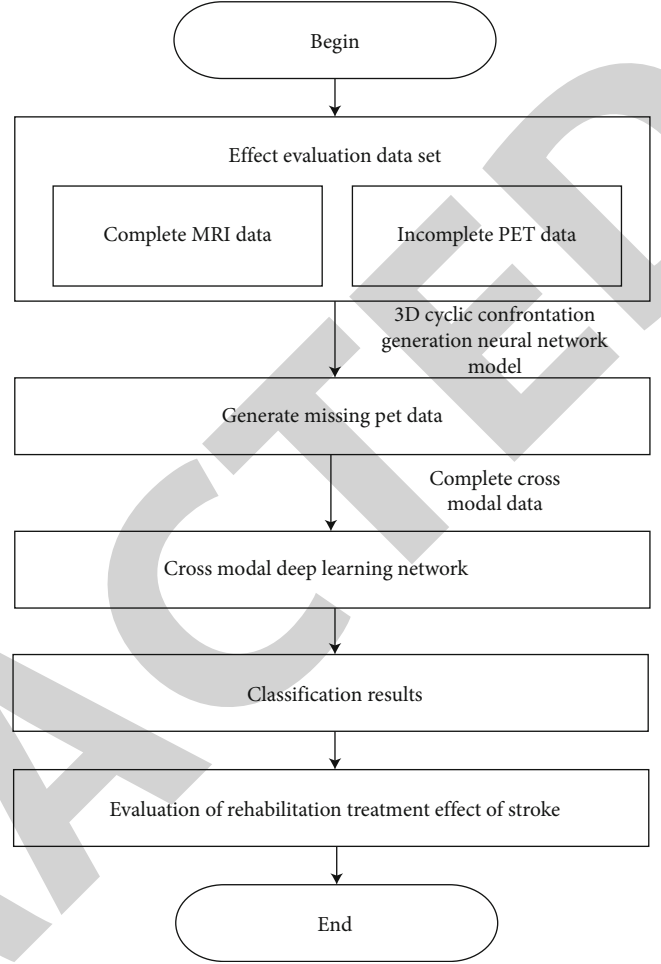 Begin
Effect evaluation data set
Complete MRI data
Incomplete PET data
3D cyclic confrontation
generation neural network
model
Generate missing pet data
Complete cross
modal data
Cross modal deep learning network
Classification results
Evaluation of rehabilitation treatment effect of stroke
End
ACTED